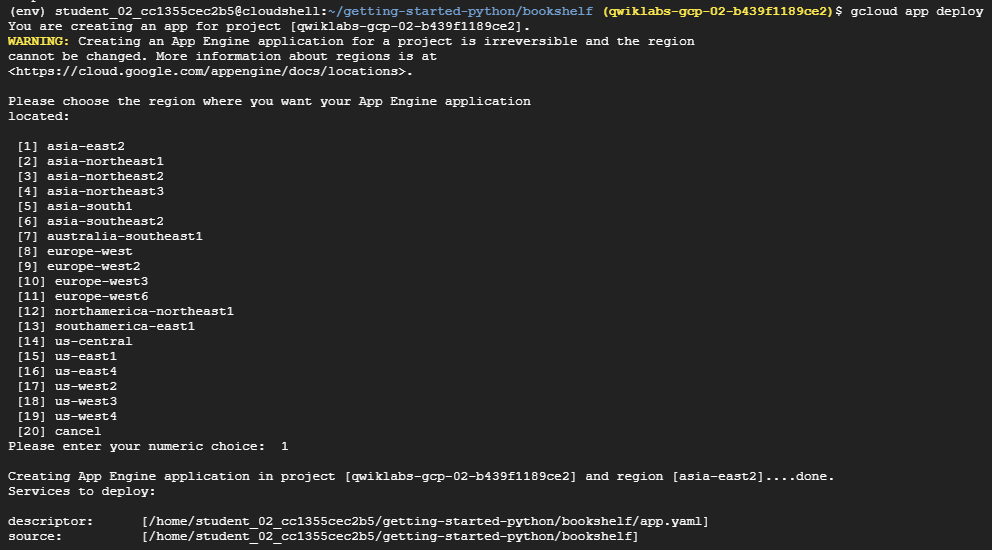 (env) student_02_cc1355cec2b5@cloudshell:~/getting-started-python/bookshelf (qwiklabs-gcp-02-b439f1189ce2)$ gcloud app deploy
You are creating an app for project [qwiklabs-gcp-02-b439f1189ce2].
WARNING: Creating an App Engine application for a project is irreversible and the region
cannot be changed. More information about regions is at
<https://cloud.google.com/appengine/docs/locations>.
Please choose the region where you want your App Engine application
located:
[1] asia-east2
[2] asia-northeast1
[3] asia-northeast2
[4] asia-northeast3
[5] asia-south1
[6] asia-southeast2
[7] australia-southeast1
[8] europe-west
[9] europe-west2
[10] europe-west3
[11] europe-west6
[12] northamerica-northeast1
[13] southamerica-east1
[14] us-central
[15] us-east1
[16] us-east4
[17] us-west2
[18] us-west3
[19] us-west4
[20] cancel
Please enter your numeric choice:  1
Creating App Engine application in project [qwiklabs-gcp-02-b439f1189ce2] and region [asia-east2]....done.
Services to deploy:
descriptor:      [/home/student_02_cc1355cec2b5/getting-started-python/bookshelf/app.yaml]
source:          [/home/student_02_cc1355cec2b5/getting-started-python/bookshelf]